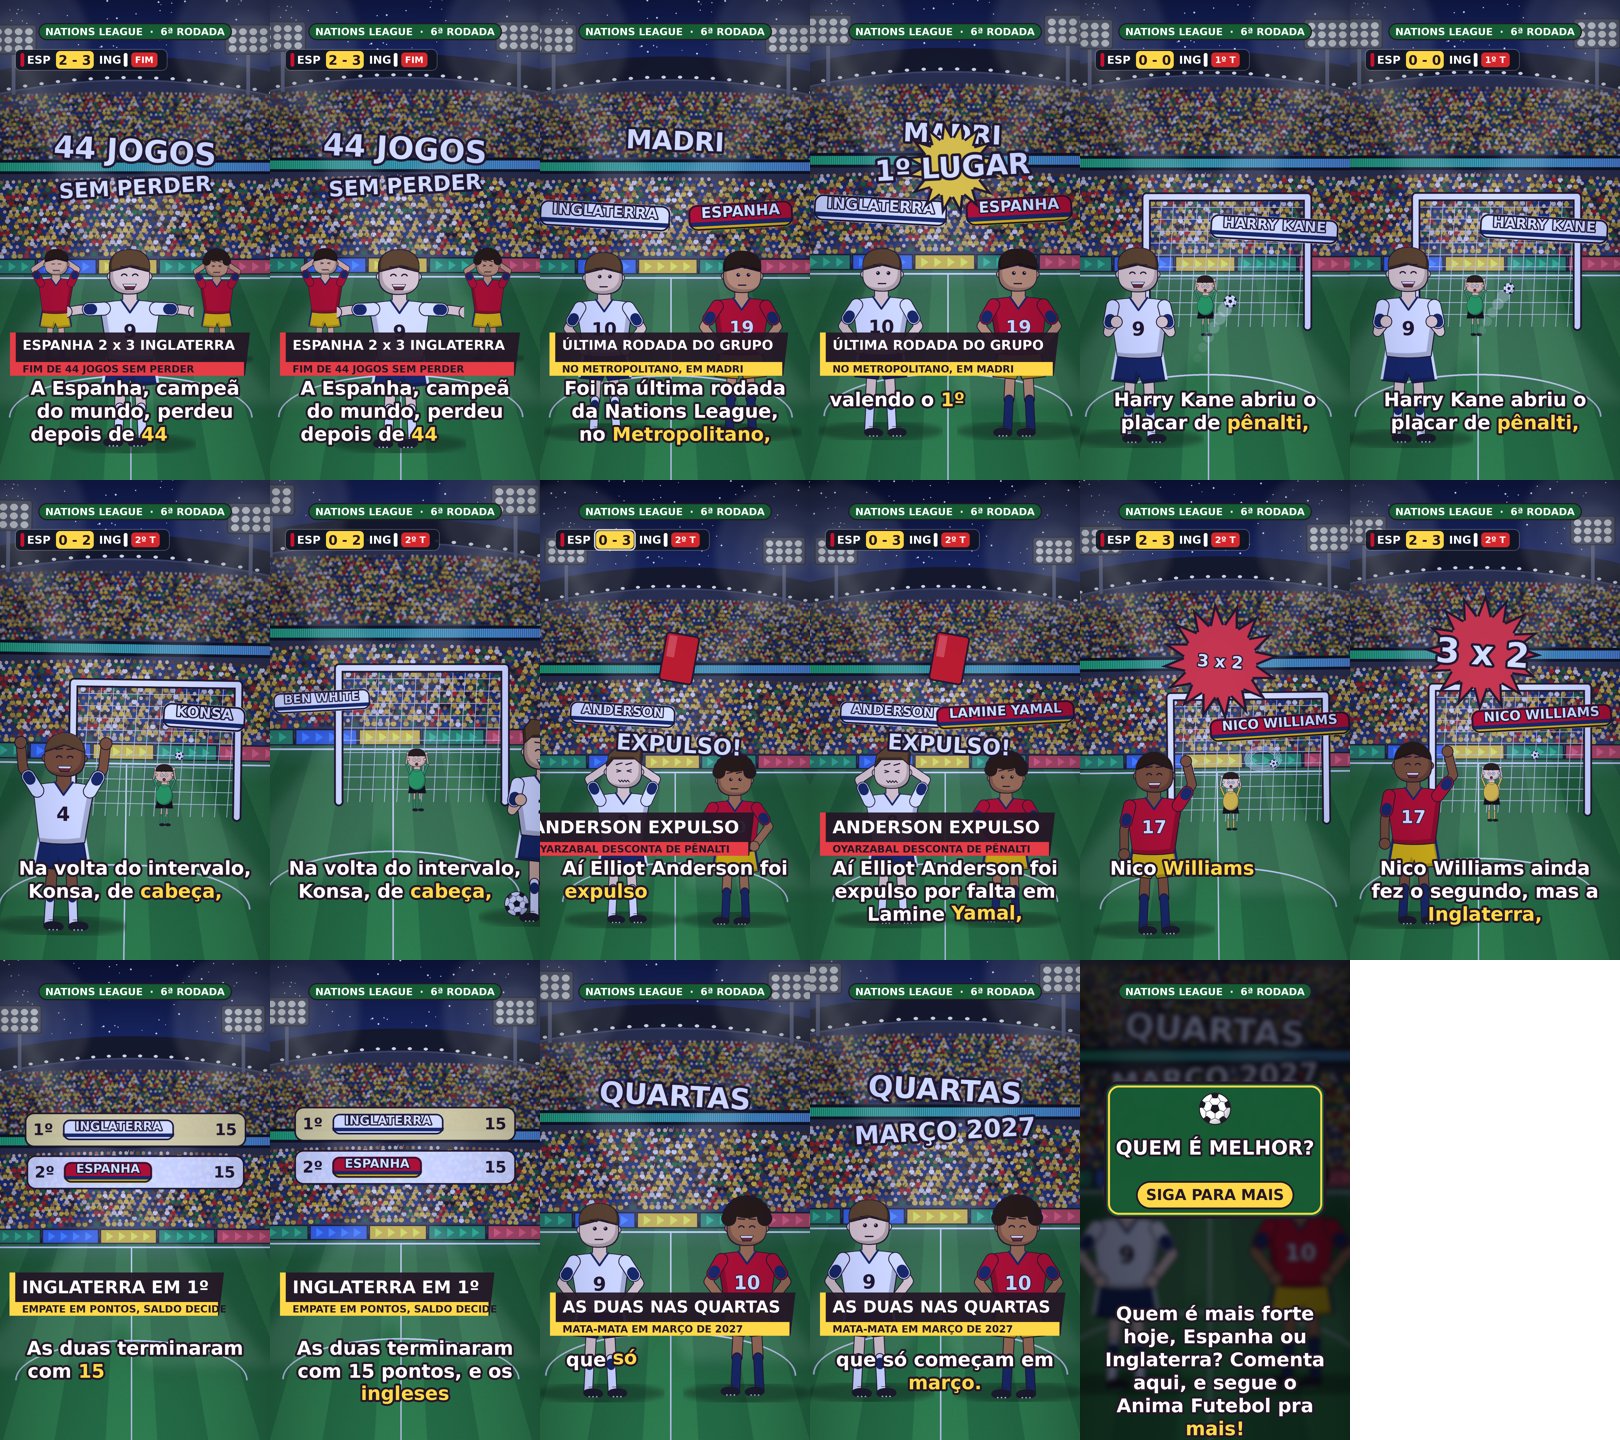 NATIONS LEAGUE · 6ª RODADA
ESP 2 - 3 ING FIM
44 JOGOS
SEM PERDER
9
ESPANHA 2 x 3 INGLATERRA
FIM DE 44 JOGOS SEM PERDER
A Espanha, campeã
do mundo, perdeu
depois de 44
NATIONS LEAGUE · 6ª RODADA
ESP 2 - 3 ING FIM
44 JOGOS
SEM PERDER
9
ESPANHA 2 x 3 INGLATERRA
FIM DE 44 JOGOS SEM PERDER
A Espanha, campeã
do mundo, perdeu
depois de 44
NATIONS LEAGUE · 6ª RODADA
MADRI
INGLATERRA
ESPANHA
10
19
ÚLTIMA RODADA DO GRUPO
NO METROPOLITANO, EM MADRI
Foi na última rodada
da Nations League,
no Metropolitano,
NATIONS LEAGUE · 6ª RODADA
MADRI
1º LUGAR
INGLATERRA
ESPANHA
10
19
ÚLTIMA RODADA DO GRUPO
NO METROPOLITANO, EM MADRI
valendo o 1º
NATIONS LEAGUE · 6ª RODADA
ESP 0 - 0 ING 1º T
HARRY KANE
9
Harry Kane abriu o
placar de pênalti,
NATIONS LEAGUE · 6ª RODADA
ESP 0 - 0 ING 1º T
HARRY KANE
9
Harry Kane abriu o
placar de pênalti,
NATIONS LEAGUE · 6ª RODADA
ESP 0 - 2 ING 2º T
KONSA
4
Na volta do intervalo,
Konsa, de cabeça,
NATIONS LEAGUE · 6ª RODADA
ESP 0 - 2 ING 2º T
BEN WHITE
Na volta do intervalo,
Konsa, de cabeça,
NATIONS LEAGUE · 6ª RODADA
ESP 0 - 3 ING 2º T
ANDERSON
EXPULSO!
ANDERSON EXPULSO
OYARZABAL DESCONTA DE PÊNALTI
Aí Elliot Anderson foi
expulso
NATIONS LEAGUE · 6ª RODADA
ESP 0 - 3 ING 2º T
ANDERSON
LAMINE YAMAL
EXPULSO!
ANDERSON EXPULSO
OYARZABAL DESCONTA DE PÊNALTI
Aí Elliot Anderson foi
expulso por falta em
Lamine Yamal,
NATIONS LEAGUE · 6ª RODADA
ESP 2 - 3 ING 2º T
3 x 2
NICO WILLIAMS
17
Nico Williams
NATIONS LEAGUE · 6ª RODADA
ESP 2 - 3 ING 2º T
3 x 2
NICO WILLIAMS
17
Nico Williams ainda
fez o segundo, mas a
Inglaterra,
NATIONS LEAGUE · 6ª RODADA
1º INGLATERRA 15
2º ESPANHA 15
INGLATERRA EM 1º
EMPATE EM PONTOS, SALDO DECIDE
As duas terminaram
com 15
NATIONS LEAGUE · 6ª RODADA
1º INGLATERRA 15
2º ESPANHA 15
INGLATERRA EM 1º
EMPATE EM PONTOS, SALDO DECIDE
As duas terminaram
com 15 pontos, e os
ingleses
NATIONS LEAGUE · 6ª RODADA
QUARTAS
9
10
AS DUAS NAS QUARTAS
MATA-MATA EM MARÇO DE 2027
que só
NATIONS LEAGUE · 6ª RODADA
QUARTAS
MARÇO 2027
9
10
AS DUAS NAS QUARTAS
MATA-MATA EM MARÇO DE 2027
que só começam em
março.
NATIONS LEAGUE · 6ª RODADA
QUARTAS
MARÇO 2027
QUEM É MELHOR?
SIGA PARA MAIS
9
10
Quem é mais forte
hoje, Espanha ou
Inglaterra? Comenta
aqui, e segue o
Anima Futebol pra
mais!